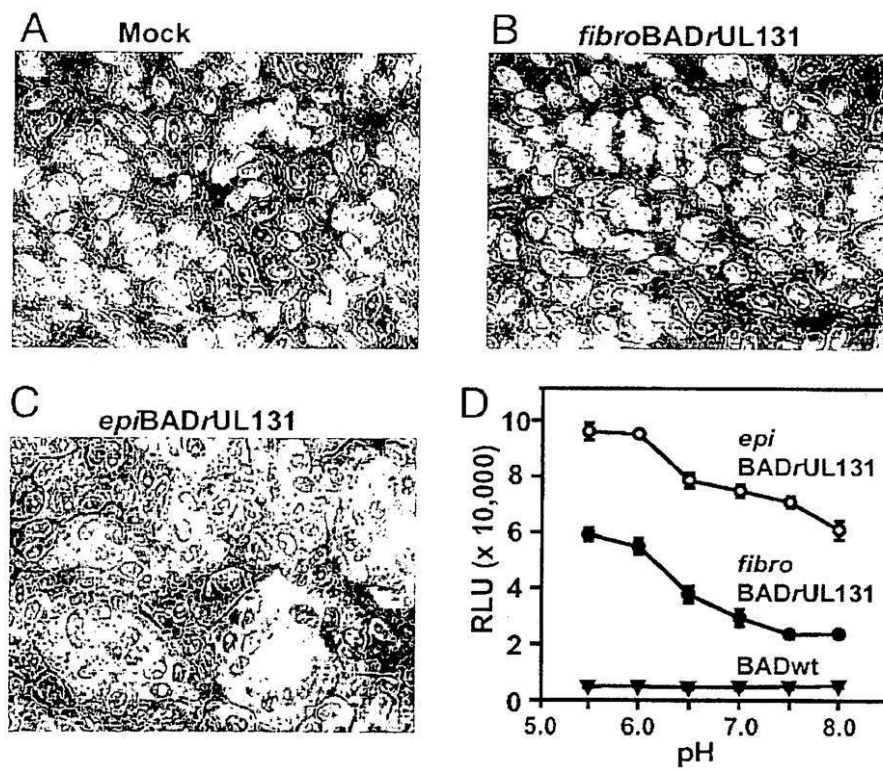 A Mock
B fibroBADrUL131
C epiBADrUL131
D
RLU (x 10,000)
10
8
6
4
2
0
epi
BADrUL131
fibro
BADrUL131
BADwt
5.0 6.0 7.0 8.0
pH